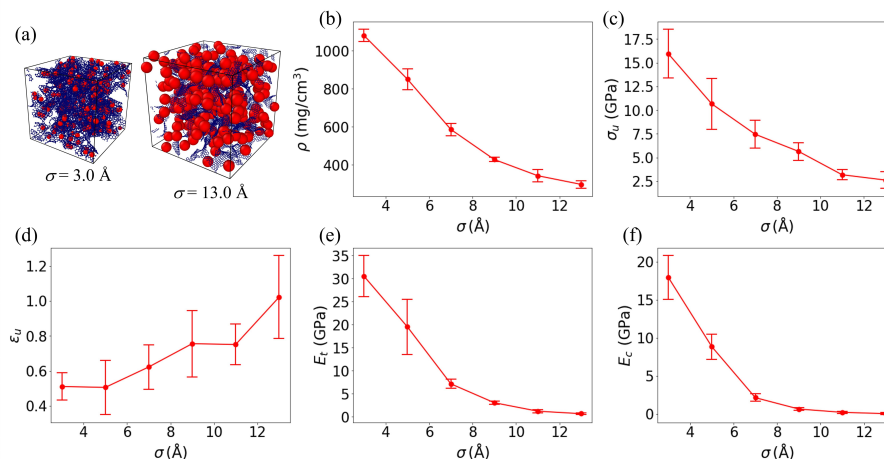 (a)
σ = 3.0 Å
σ = 13.0 Å
(b)
ρ (mg/cm³)
1000
800
600
400
4 6 8 10 12
σ (Å)
(c)
σᵤ (GPa)
17.5
15.0
12.5
10.0
7.5
5.0
2.5
4 6 8 10 12
σ (Å)
(d)
εᵤ
1.2
1.0
0.8
0.6
0.4
4 6 8 10 12
σ (Å)
(e)
Eₜ (GPa)
35
30
25
20
15
10
5
0
4 6 8 10 12
σ (Å)
(f)
E_c (GPa)
20
15
10
5
0
4 6 8 10 12
σ (Å)